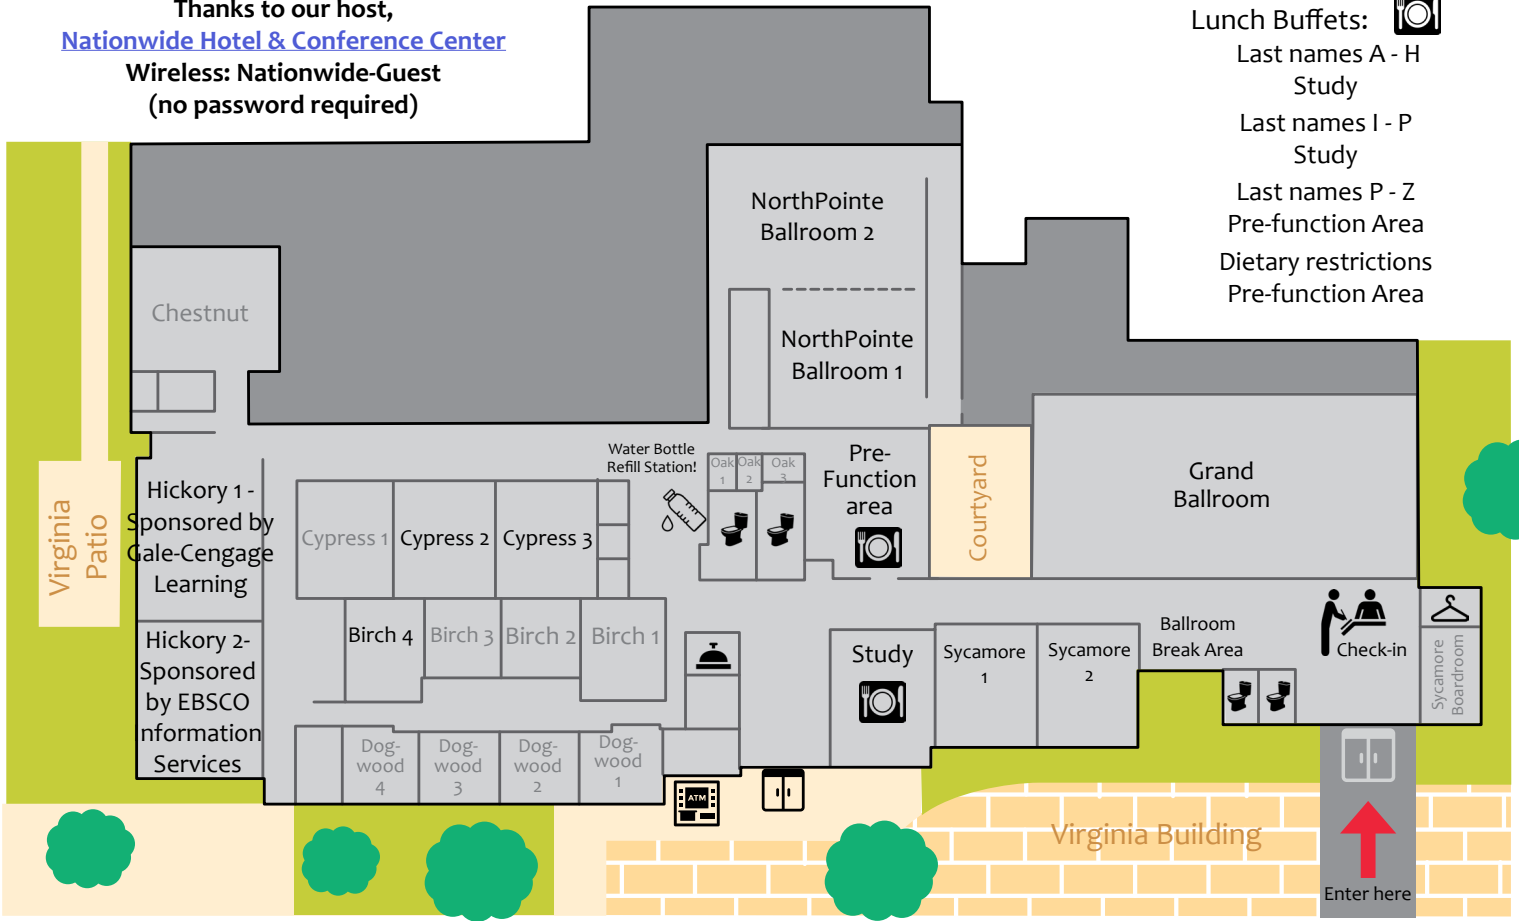 Thanks to our host,
Nationwide Hotel & Conference Center
Wireless: Nationwide-Guest
(no password required)
Lunch Buffets:
Last names A - H
Study
Last names I - P
Study
Last names P - Z
Pre-function Area
Dietary restrictions
Pre-function Area
NorthPointe
Ballroom 2
NorthPointe
Ballroom 1
Chestnut
Water Bottle
Refill Station!
Oak
1
Oak
2
Oak
3
Pre-
Function
area
Courtyard
Grand
Ballroom
Virginia
Patio
Hickory 1 -
Sponsored by
Gale-Cengage
Learning
Cypress 1
Cypress 2
Cypress 3
Hickory 2-
Sponsored
by EBSCO
nformation
Services
Birch 4
Birch 3
Birch 2
Birch 1
Study
Sycamore
1
Sycamore
2
Ballroom
Break Area
Check-in
Sycamore
Boardroom
Dog-
wood
4
Dog-
wood
3
Dog-
wood
2
Dog-
wood
1
ATM
Virginia Building
Enter here